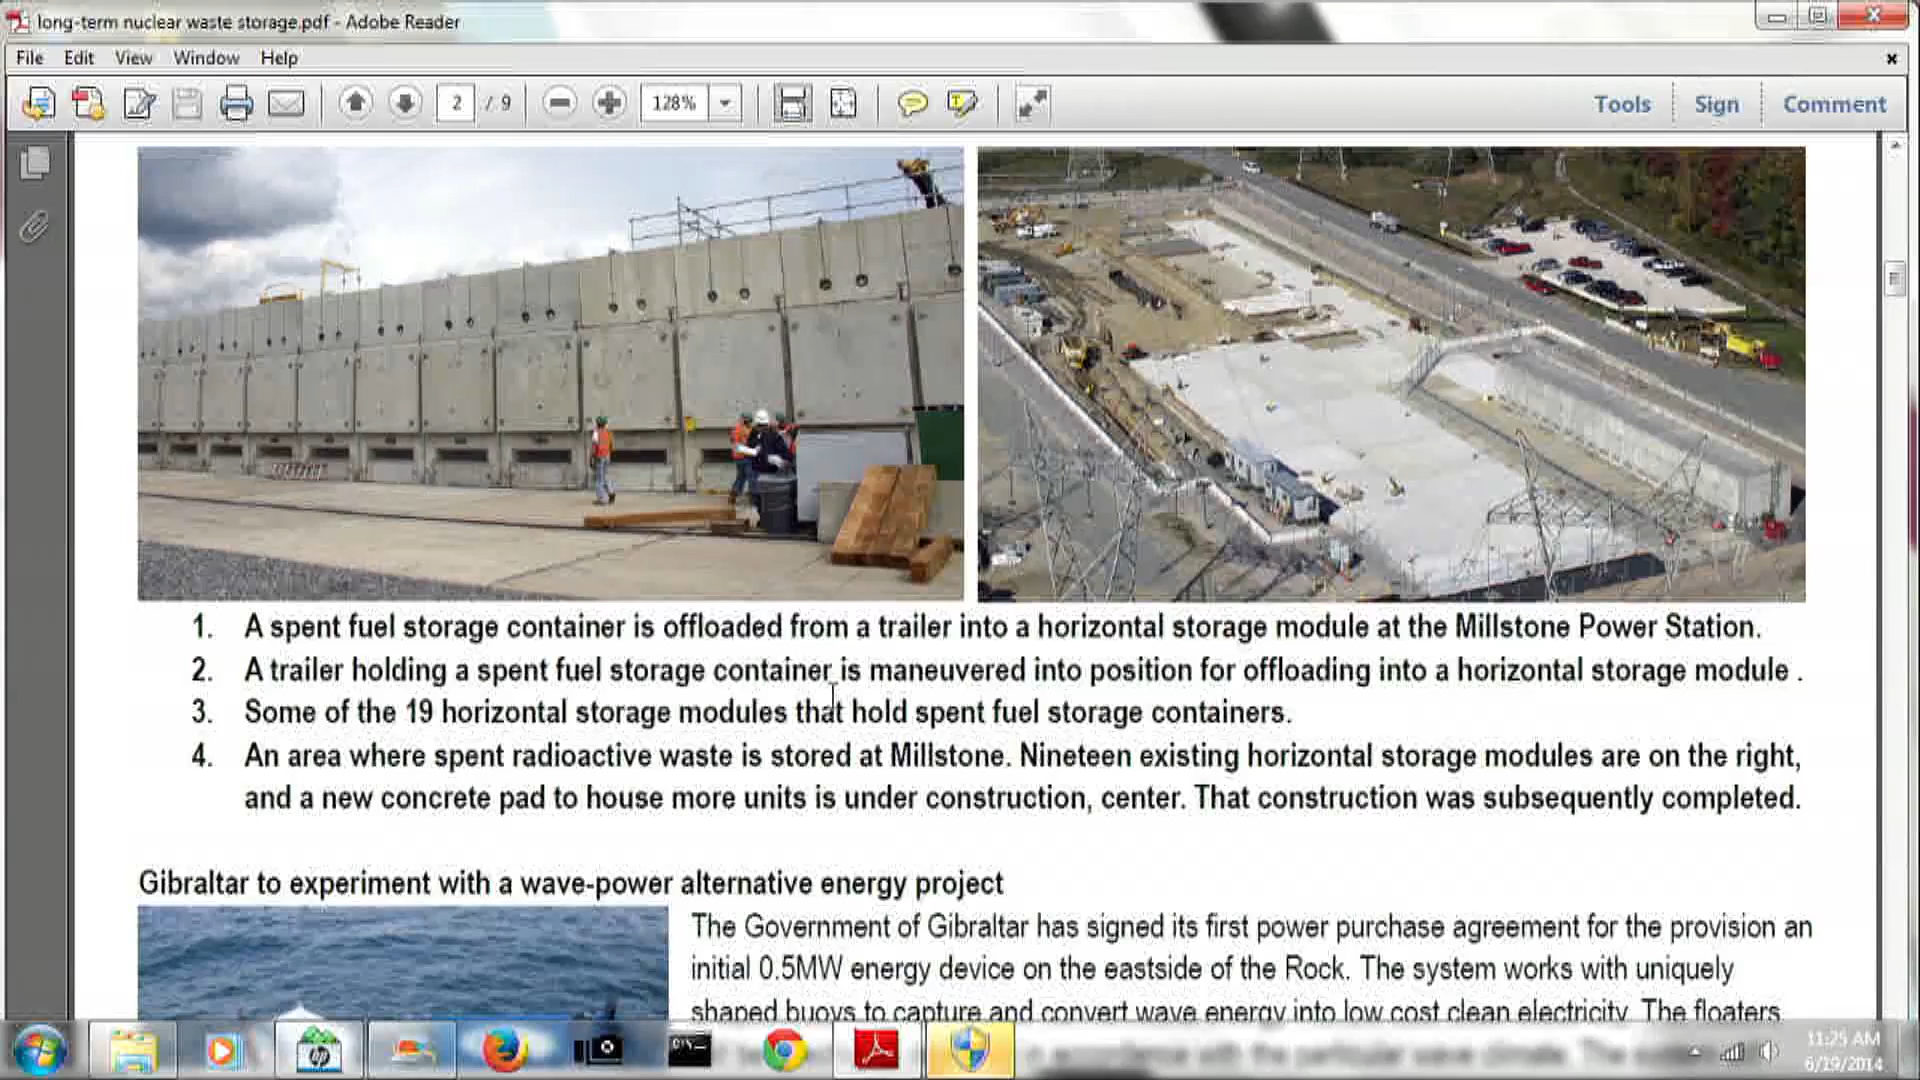 long-term nuclear waste storage.pdf - Adobe Reader
File Edit View Window Help
2 / 9 128% Tools Sign Comment
1. A spent fuel storage container is offloaded from a trailer into a horizontal storage module at the Millstone Power Station.
2. A trailer holding a spent fuel storage container is maneuvered into position for offloading into a horizontal storage module .
3. Some of the 19 horizontal storage modules that hold spent fuel storage containers.
4. An area where spent radioactive waste is stored at Millstone. Nineteen existing horizontal storage modules are on the right,
and a new concrete pad to house more units is under construction, center. That construction was subsequently completed.
Gibraltar to experiment with a wave-power alternative energy project
The Government of Gibraltar has signed its first power purchase agreement for the provision an
initial 0.5MW energy device on the eastside of the Rock. The system works with uniquely
shaped buoys to capture and convert wave energy into low cost clean electricity. The floaters
hp
11:25 AM
6/19/2014